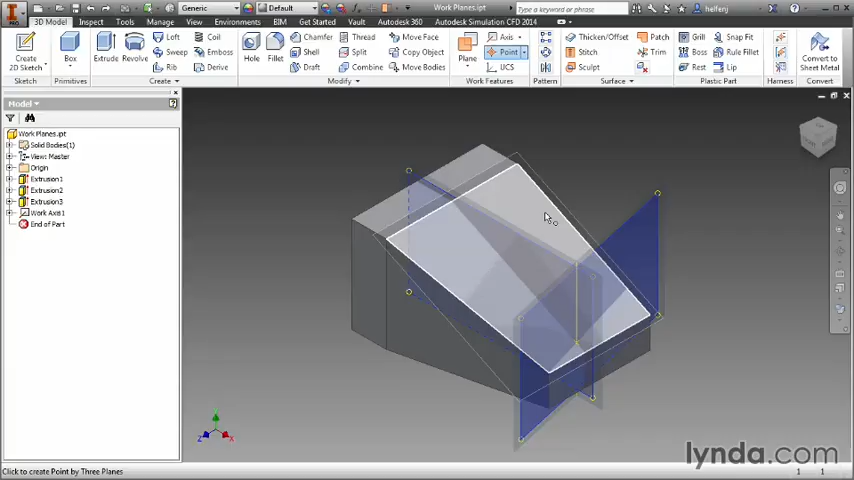 PRO
Generic
Default
Work Planes.ipt
Type a keyword or phrase
helferj
3D Model
Inspect
Tools
Manage
View
Environments
BIM
Get Started
Vault
Autodesk 360
Autodesk Simulation CFD 2014
Create
2D Sketch
Box
Extrude
Revolve
Loft
Sweep
Rib
Coil
Emboss
Derive
Hole
Fillet
Chamfer
Shell
Draft
Thread
Split
Combine
Move Face
Copy Object
Move Bodies
Plane
Axis
Point
UCS
Thicken/Offset
Stitch
Sculpt
Patch
Trim
Grill
Boss
Rest
Snap Fit
Rule Fillet
Lip
Convert to
Sheet Metal
Sketch
Primitives
Create
Modify
Work Features
Pattern
Surface
Plastic Part
Harness
Convert
Model
Work Planes.ipt
Solid Bodies(1)
View: Master
Origin
Extrusion1
Extrusion2
Extrusion3
Work Axis1
End of Part
Z
X
lynda.com
Click to create Point by Three Planes
1
1